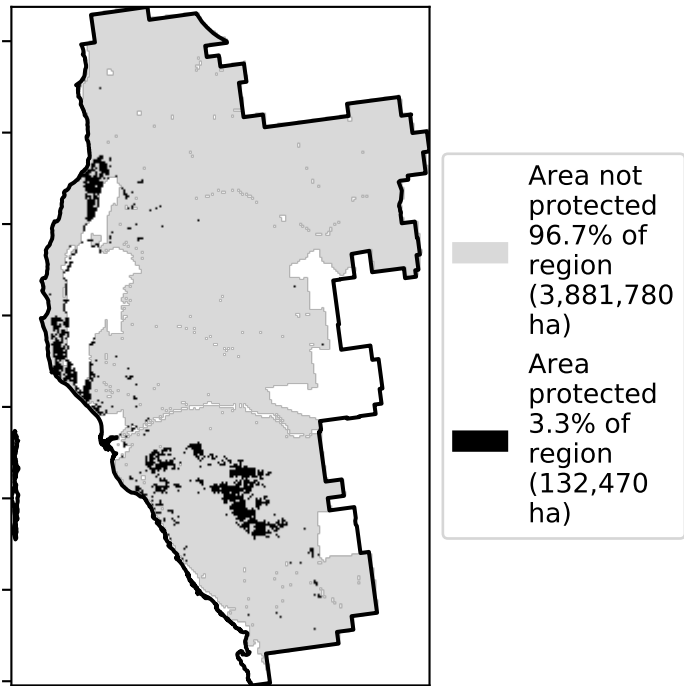 Area not
protected
96.7% of
region
(3,881,780
ha)
Area
protected
3.3% of
region
(132,470
ha)